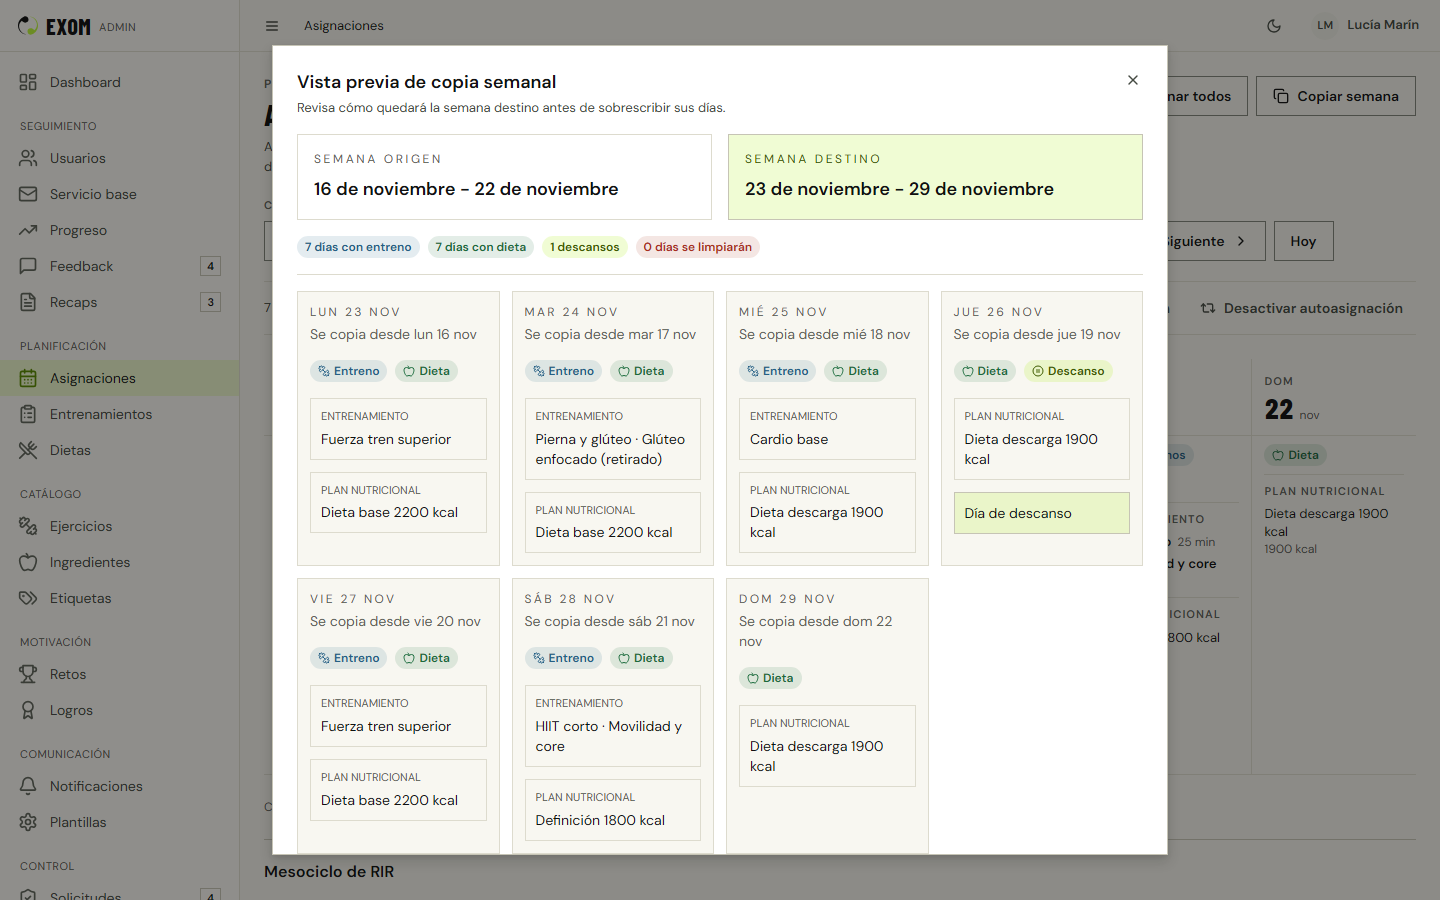 EXOM ADMIN
Asignaciones
LM Lucía Marín
Dashboard
SEGUIMIENTO
Usuarios
Servicio base
Progreso
Feedback 4
Recaps 3
PLANIFICACIÓN
Asignaciones
Entrenamientos
Dietas
CATÁLOGO
Ejercicios
Ingredientes
Etiquetas
MOTIVACIÓN
Retos
Logros
COMUNICACIÓN
Notificaciones
Plantillas
CONTROL
Solicitudes 4
Vista previa de copia semanal
Revisa cómo quedará la semana destino antes de sobrescribir sus días.
SEMANA ORIGEN
16 de noviembre – 22 de noviembre
SEMANA DESTINO
23 de noviembre – 29 de noviembre
7 días con entreno
7 días con dieta
1 descansos
0 días se limpiarán
LUN 23 NOV
Se copia desde lun 16 nov
Entreno
Dieta
ENTRENAMIENTO
Fuerza tren superior
PLAN NUTRICIONAL
Dieta base 2200 kcal
MAR 24 NOV
Se copia desde mar 17 nov
Entreno
Dieta
ENTRENAMIENTO
Pierna y glúteo · Glúteo
enfocado (retirado)
PLAN NUTRICIONAL
Dieta base 2200 kcal
MIÉ 25 NOV
Se copia desde mié 18 nov
Entreno
Dieta
ENTRENAMIENTO
Cardio base
PLAN NUTRICIONAL
Dieta descarga 1900
kcal
JUE 26 NOV
Se copia desde jue 19 nov
Dieta
Descanso
PLAN NUTRICIONAL
Dieta descarga 1900
kcal
Día de descanso
VIE 27 NOV
Se copia desde vie 20 nov
Entreno
Dieta
ENTRENAMIENTO
Fuerza tren superior
PLAN NUTRICIONAL
Dieta base 2200 kcal
SÁB 28 NOV
Se copia desde sáb 21 nov
Entreno
Dieta
ENTRENAMIENTO
HIIT corto · Movilidad y
core
PLAN NUTRICIONAL
Definición 1800 kcal
DOM 29 NOV
Se copia desde dom 22
nov
Dieta
PLAN NUTRICIONAL
Dieta descarga 1900
kcal
todos
Copiar semana
Siguiente
Hoy
Desactivar autoasignación
25 min
d y core
800 kcal
DOM
22 nov
Dieta
PLAN NUTRICIONAL
Dieta descarga 1900
kcal
1900 kcal
Mesociclo de RIR